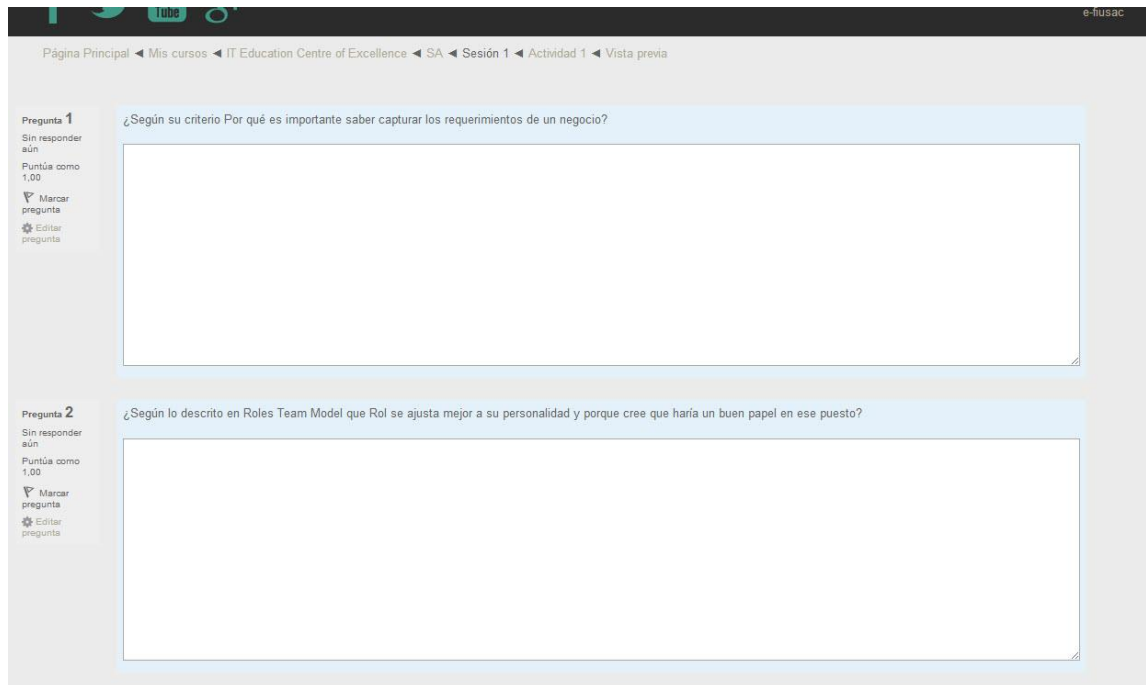 Tube
e-fiusac
Página Principal ◄ Mis cursos ◄ IT Education Centre of Excellence ◄ SA ◄ Sesión 1 ◄ Actividad 1 ◄ Vista previa
Pregunta 1
Sin responder
aún
Puntúa como
1,00
Marcar
pregunta
Editar
pregunta
¿Según su criterio Por qué es importante saber capturar los requerimientos de un negocio?
Pregunta 2
Sin responder
aún
Puntúa como
1,00
Marcar
pregunta
Editar
pregunta
¿Según lo descrito en Roles Team Model que Rol se ajusta mejor a su personalidad y porque cree que haría un buen papel en ese puesto?